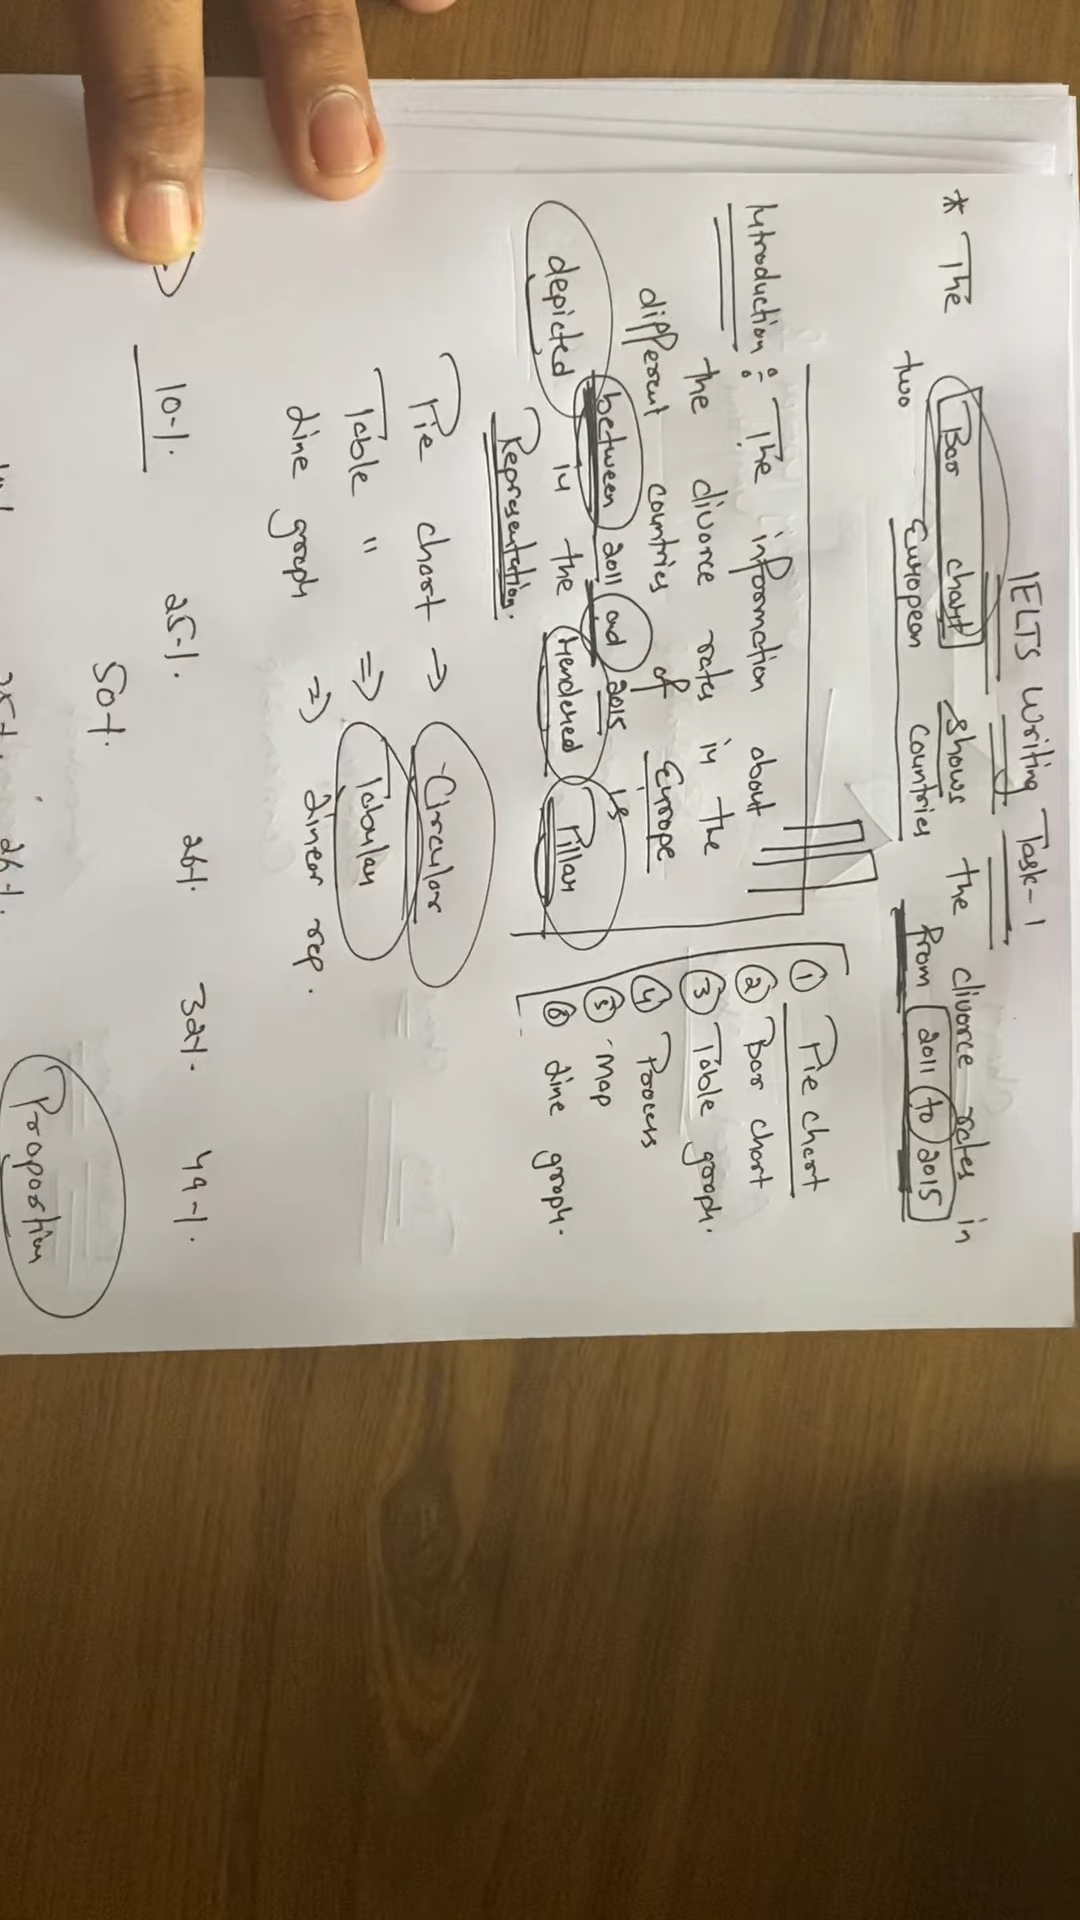 IELTS Writing Task-1
* The Bar chart shows the divorce rates in
two European countries from 2011 to 2015
Introduction: The information about
the divorce rates in the
different countries of Europe
between 2011 and 2015 is
depicted in the rendered Pillar
Representation.
① Pie chart
② Bar chart
③ Table graph.
④ Process
⑤ Map
⑥ Line graph.
Pie chart → Circular
Table " ⇒ Tabular
Line graph ⇒ Linear rep.
10%. 25%. 26%. 32%. 49%.
50%.
Proportion
26%.